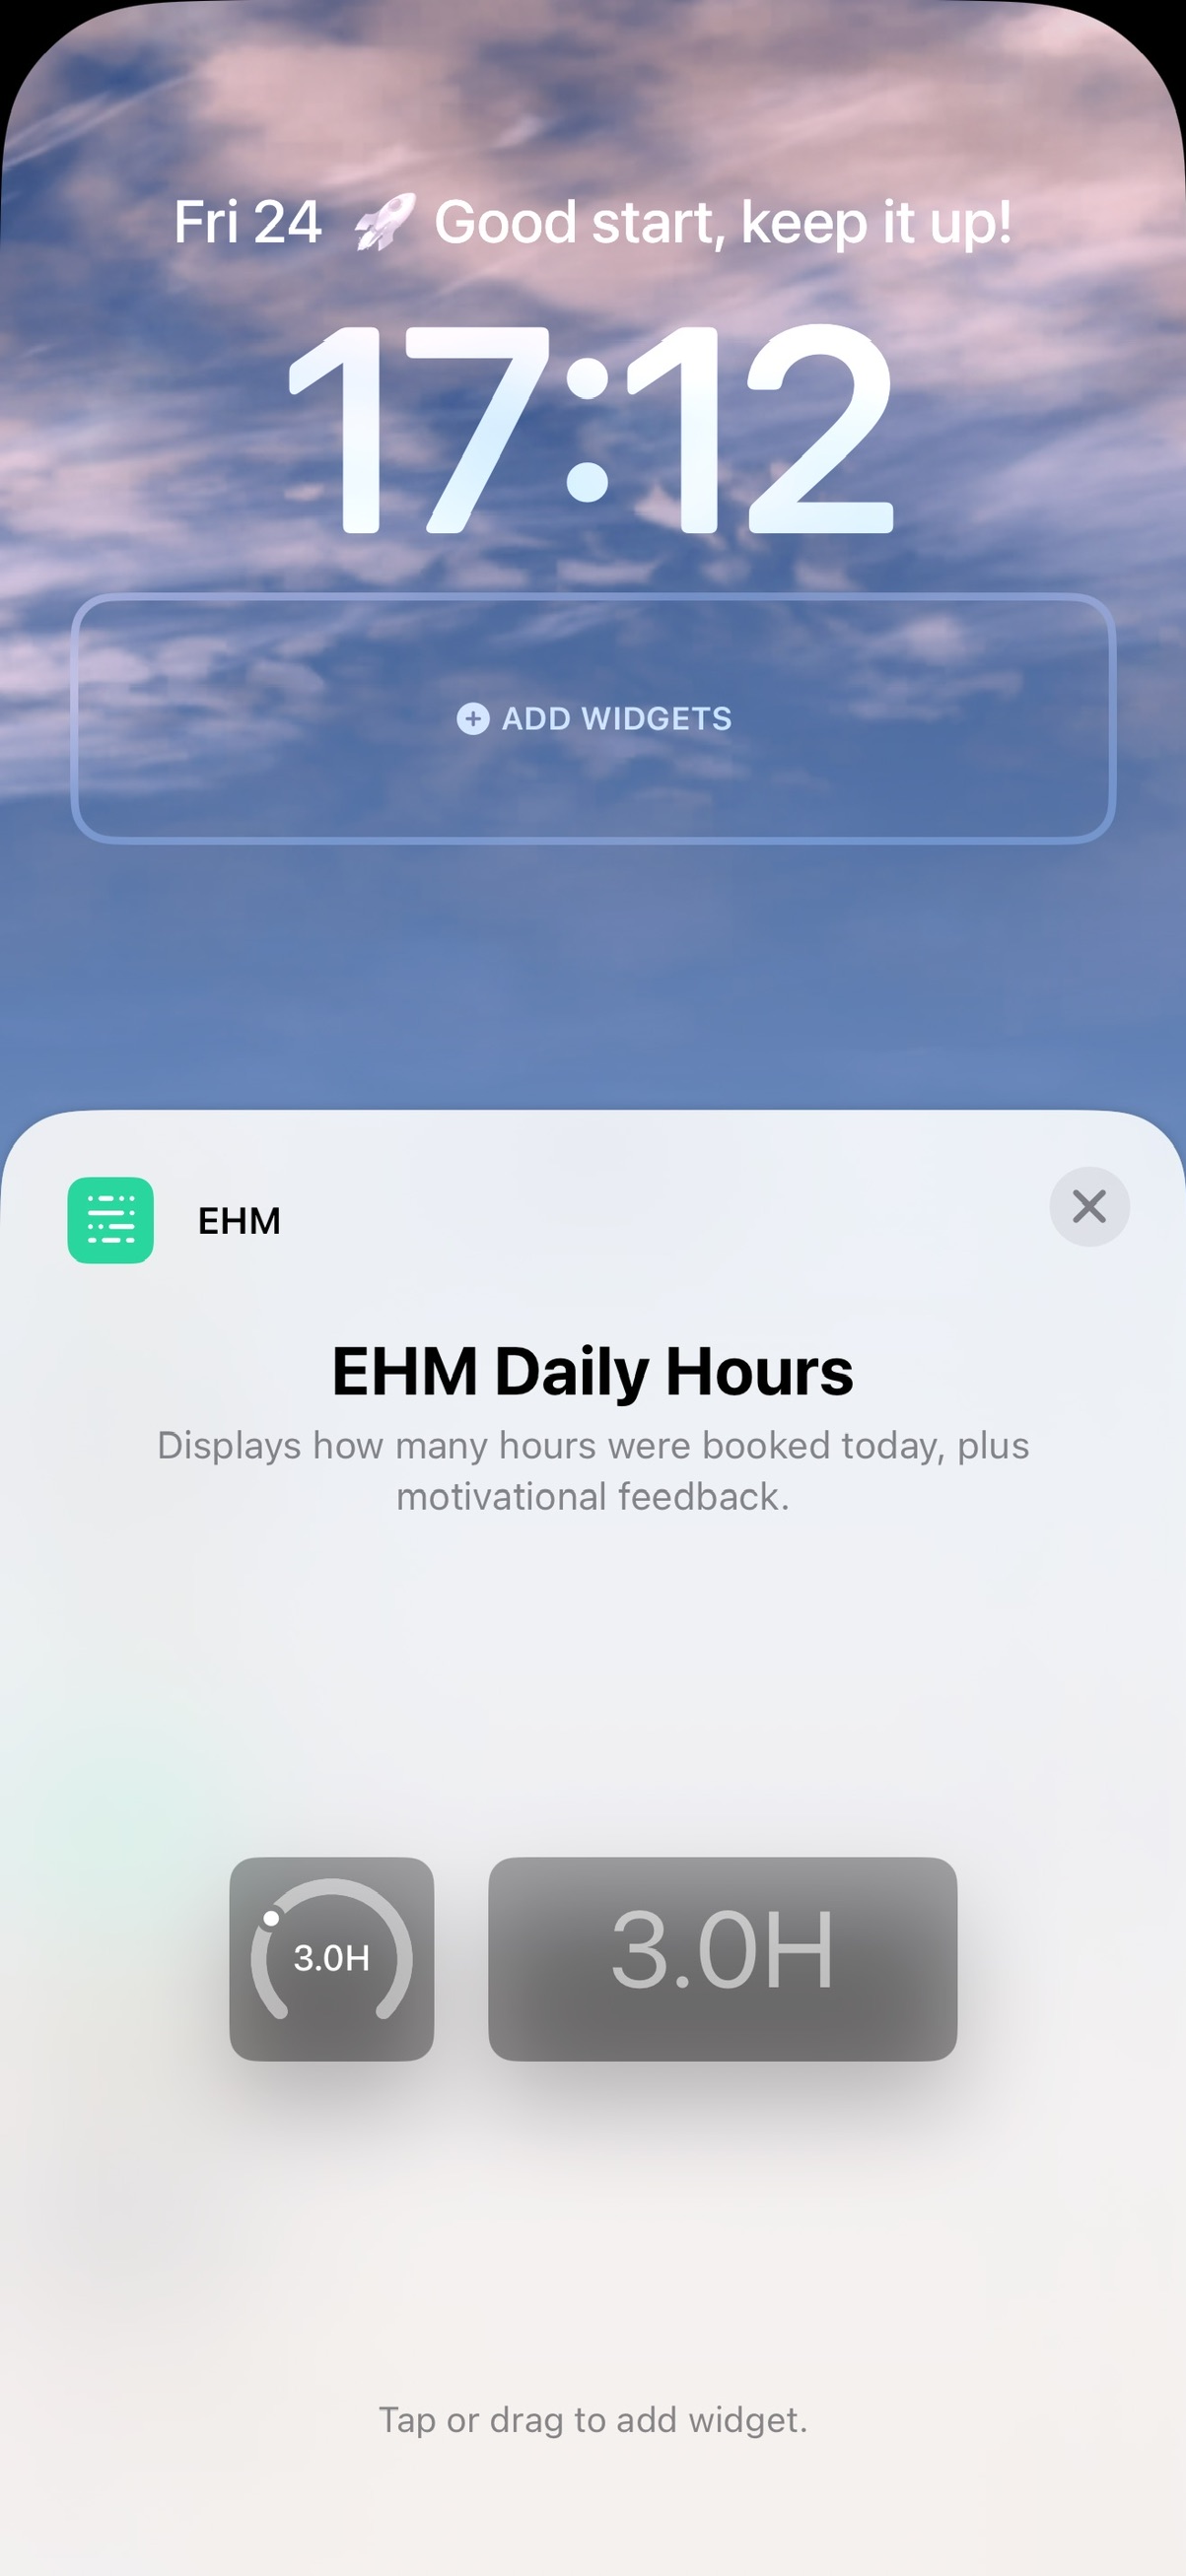 Fri 24 🚀 Good start, keep it up!
17:12
ADD WIDGETS
EHM
EHM Daily Hours
Displays how many hours were booked today, plus
motivational feedback.
3.0H
3.0H
Tap or drag to add widget.